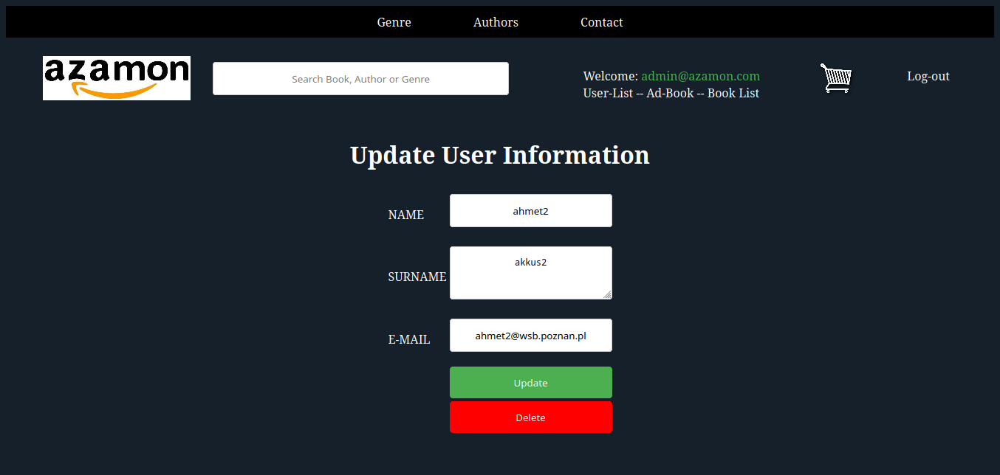 Genre Authors Contact
azamon
Search Book, Author or Genre
Welcome: admin@azamon.com
User-List -- Ad-Book -- Book List
Log-out
Update User Information
NAME ahmet2
SURNAME akkus2
E-MAIL ahmet2@wsb.poznan.pl
Update
Delete